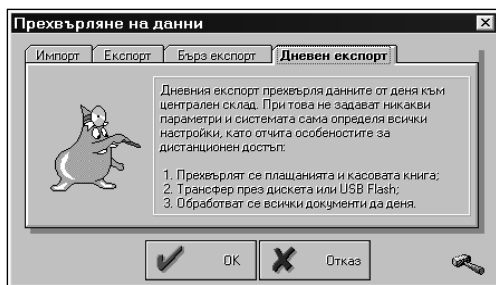 Прехвърляне на данни
Импорт Експорт Бърз експорт Дневен експорт
Дневния експорт прехвърля данните от деня към
централен склад. При това не задават никакви
параметри и системата сама определя всички
настройки, като отчита особеностите за
дистанционен достъп:
1. Прехвърлят се плащанията и касовата книга;
2. Трансфер през дискета или USB Flash;
3. Обработват се всички документи да деня.
OK Отказ